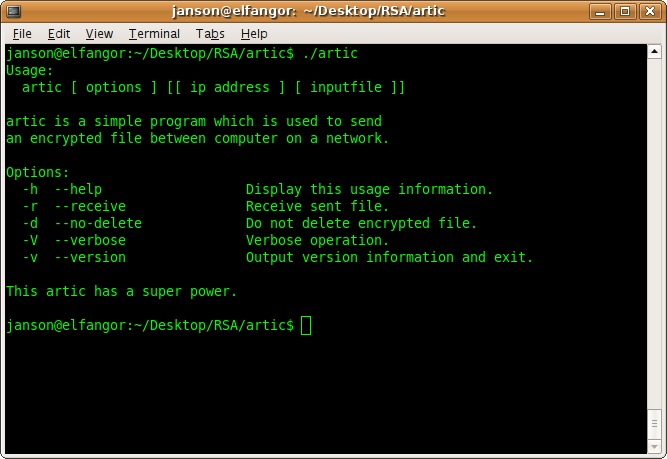 janson@elfangor: ~/Desktop/RSA/artic
File Edit View Terminal Tabs Help
janson@elfangor:~/Desktop/RSA/artic$ ./artic
Usage:
  artic [ options ] [[ ip address ] [ inputfile ]]

artic is a simple program which is used to send
an encrypted file between computer on a network.

Options:
  -h  --help                  Display this usage information.
  -r  --receive               Receive sent file.
  -d  --no-delete             Do not delete encrypted file.
  -V  --verbose               Verbose operation.
  -v  --version               Output version information and exit.

This artic has a super power.

janson@elfangor:~/Desktop/RSA/artic$